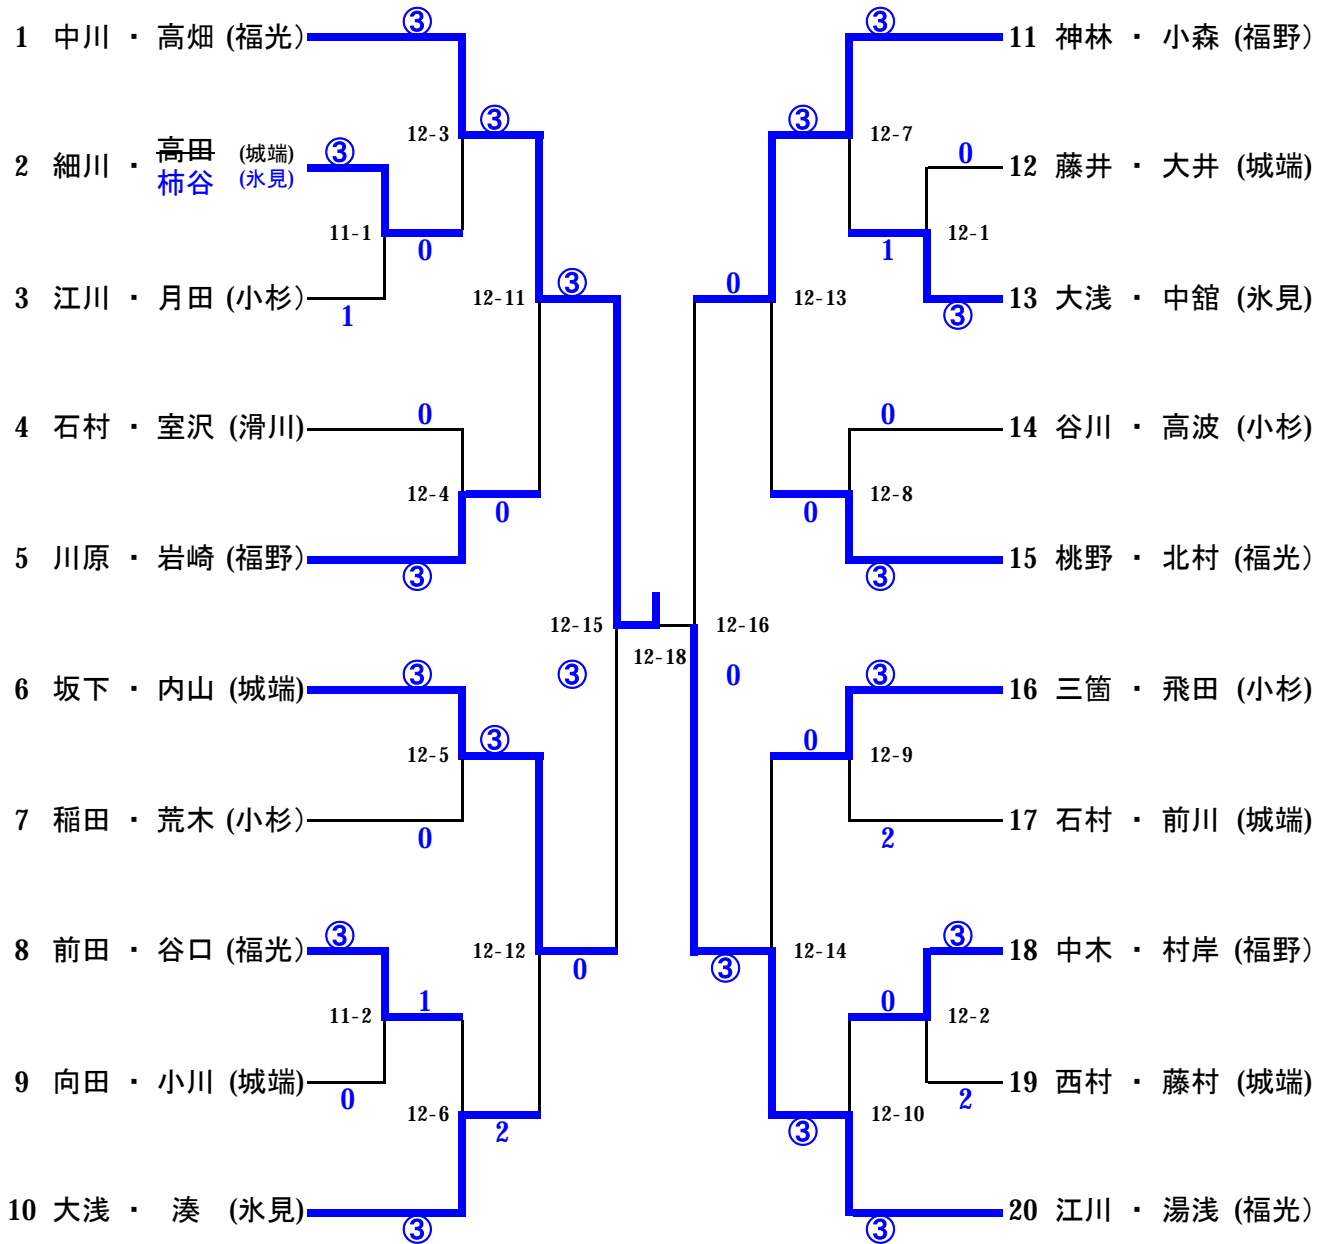 ③ ③
1 中川 ・ 高畑 (福光) 11 神林 ・ 小森 (福野)
③ ③
12-3 12-7
高田 (城端)
2 細川 ・ 柿谷 (氷見) ③ 0 12 藤井 ・ 大井 (城端)
11-1 0 1 12-1
③ 0
3 江川 ・ 月田 (小杉) 12-11 12-13 13 大浅 ・ 中舘 (氷見)
1 ③
0 0
4 石村 ・ 室沢 (滑川) 14 谷川 ・ 高波 (小杉)
12-4 12-8
0 0
5 川原 ・ 岩崎 (福野) 15 桃野 ・ 北村 (福光)
③ ③
12-15 12-16
12-18
③ ③ 0 ③
6 坂下 ・ 内山 (城端) 16 三箇 ・ 飛田 (小杉)
③ 0
12-5 12-9
7 稲田 ・ 荒木 (小杉) 17 石村 ・ 前川 (城端)
0 2
③ ③
8 前田 ・ 谷口 (福光) 12-12 12-14 18 中木 ・ 村岸 (福野)
0 ③
1 0
11-2 12-2
9 向田 ・ 小川 (城端) 19 西村 ・ 藤村 (城端)
0 2
12-6 12-10
2 ③
10 大浅 ・ 湊 (氷見) 20 江川 ・ 湯浅 (福光)
③ ③